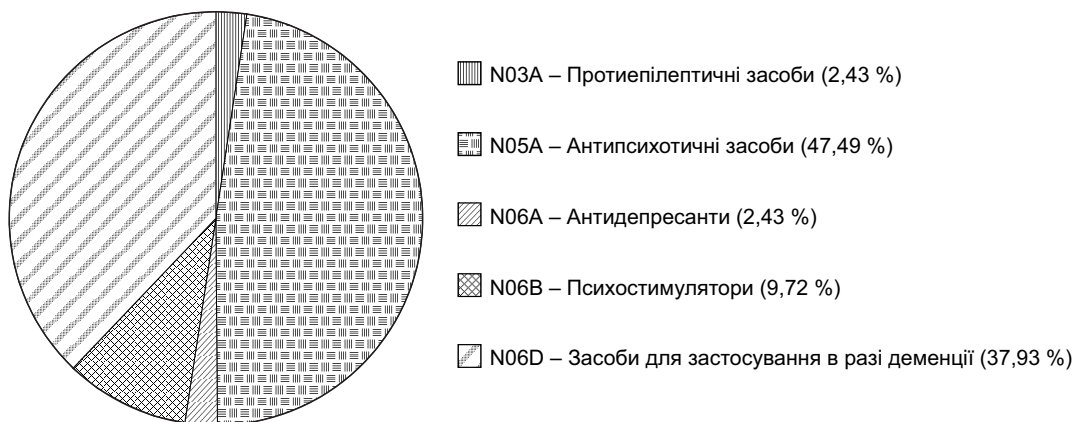 N03A – Протиепілептичні засоби (2,43 %)
N05A – Антипсихотичні засоби (47,49 %)
N06A – Антидепресанти (2,43 %)
N06B – Психостимулятори (9,72 %)
N06D – Засоби для застосування в разі деменції (37,93 %)